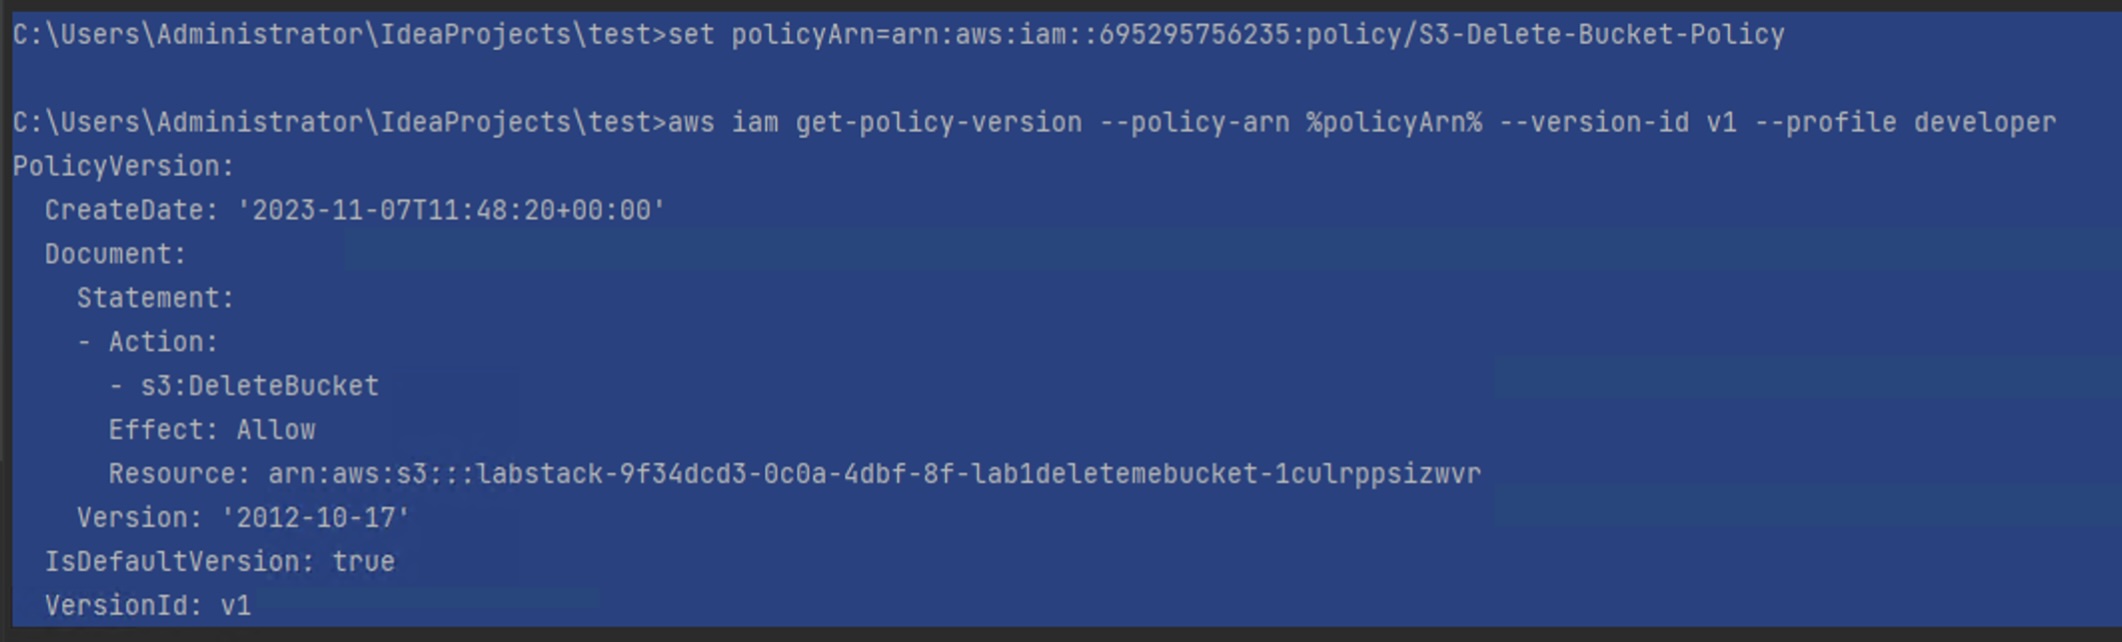 C:\Users\Administrator\IdeaProjects\test>set policyArn=arn:aws:iam::695295756235:policy/S3-Delete-Bucket-Policy
C:\Users\Administrator\IdeaProjects\test>aws iam get-policy-version --policy-arn %policyArn% --version-id v1 --profile developer
PolicyVersion:
  CreateDate: '2023-11-07T11:48:20+00:00'
  Document:
    Statement:
    - Action:
      - s3:DeleteBucket
      Effect: Allow
      Resource: arn:aws:s3:::labstack-9f34dcd3-0c0a-4dbf-8f-lab1deletemebucket-1culrppsizwvr
    Version: '2012-10-17'
  IsDefaultVersion: true
  VersionId: v1